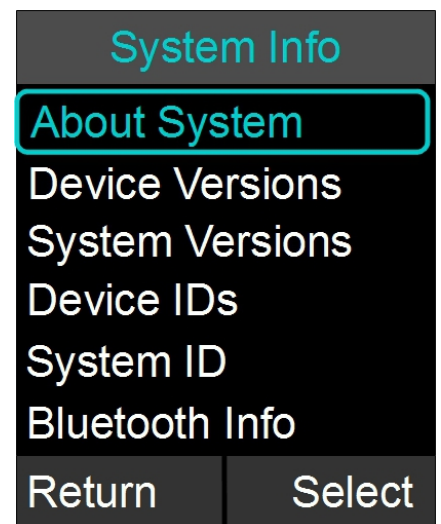 System Info
About System
Device Versions
System Versions
Device IDs
System ID
Bluetooth Info
Return Select